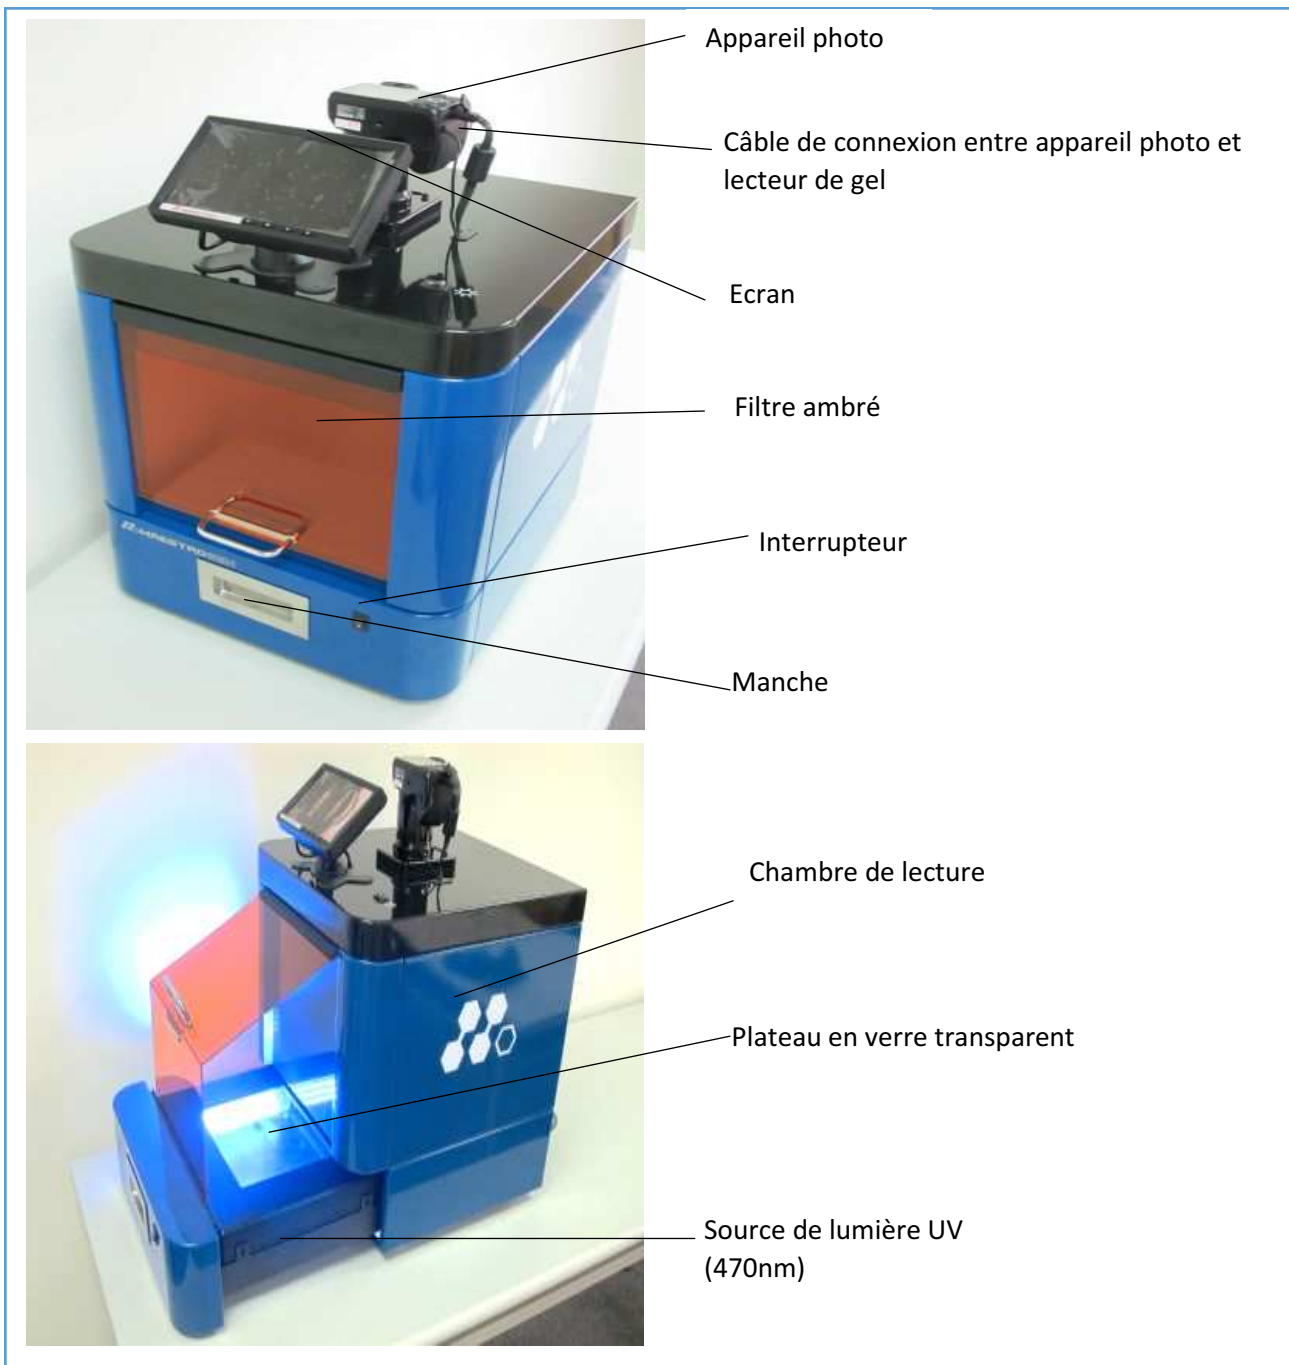 Appareil photo
Câble de connexion entre appareil photo et
lecteur de gel
Ecran
Filtre ambré
Interrupteur
Manche
Chambre de lecture
Plateau en verre transparent
Source de lumière UV
(470nm)